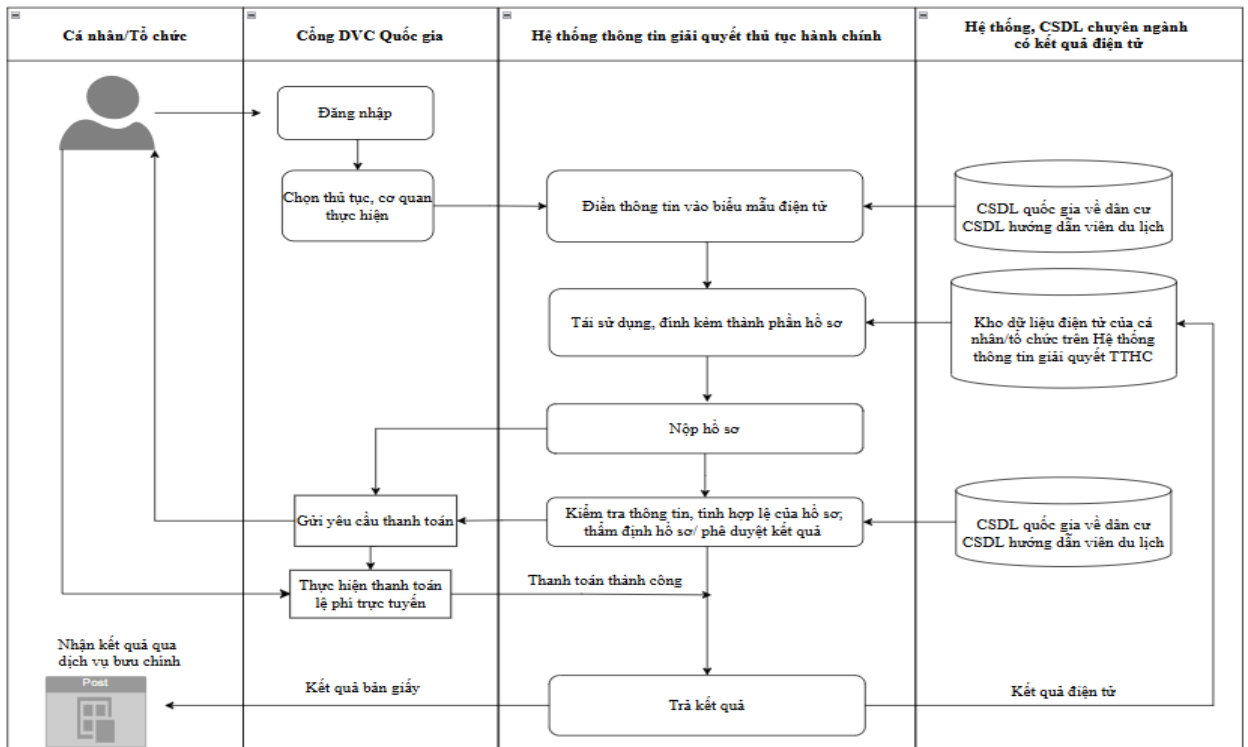 Cá nhân/Tổ chức
Cổng DVC Quốc gia
Hệ thống thông tin giải quyết thủ tục hành chính
Hệ thống, CSDL chuyên ngành
có kết quả điện tử
Đăng nhập
Chọn thủ tục, cơ quan
thực hiện
Điền thông tin vào biểu mẫu điện tử
CSDL quốc gia về dân cư
CSDL hướng dẫn viên du lịch
Tái sử dụng, đính kèm thành phần hồ sơ
Kho dữ liệu điện tử của cá
nhân/tổ chức trên Hệ thống
thông tin giải quyết TTHC
Nộp hồ sơ
Gửi yêu cầu thanh toán
Kiểm tra thông tin, tính hợp lệ của hồ sơ;
thẩm định hồ sơ/ phê duyệt kết quả
CSDL quốc gia về dân cư
CSDL hướng dẫn viên du lịch
Thực hiện thanh toán
lệ phí trực tuyến
Thanh toán thành công
Nhận kết quả qua
dịch vụ bưu chính
Post
Kết quả bản giấy
Trả kết quả
Kết quả điện tử